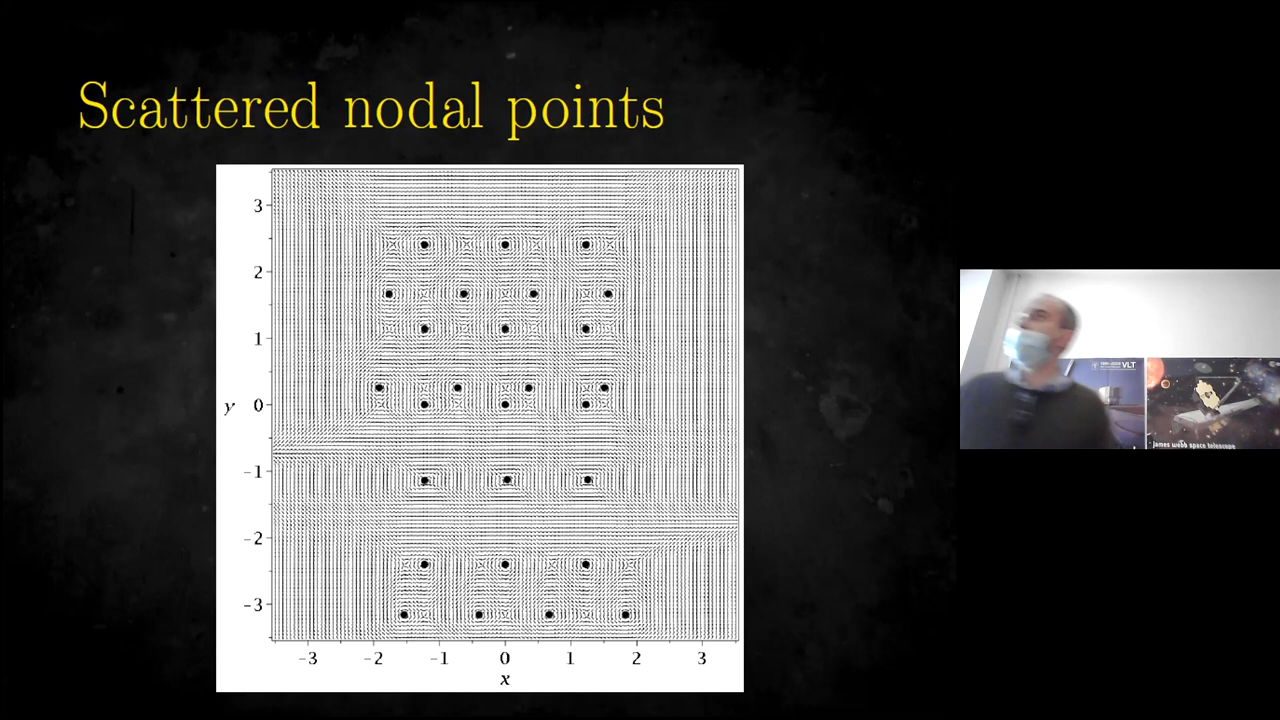 Scattered nodal points
3
2
1
y
0
-1
-2
-3
-3 -2 -1 0 1 2 3
x
VLT
james webb space telescope